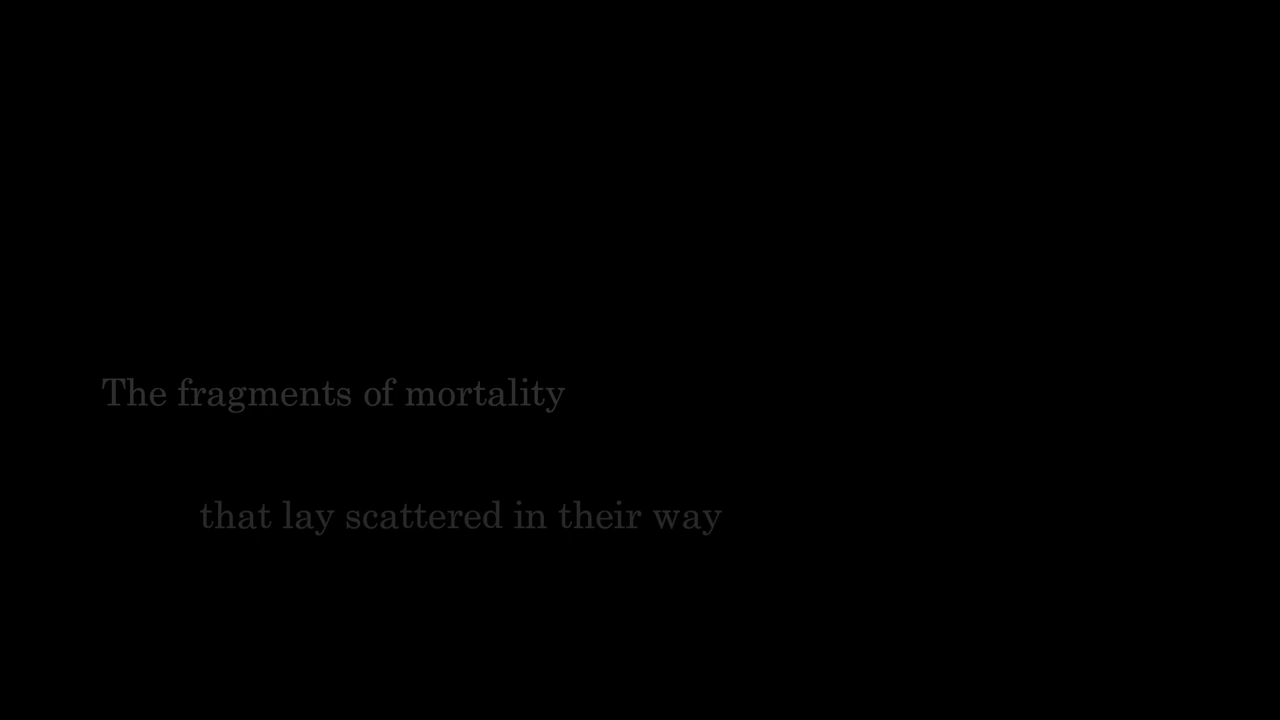 The fragments of mortality
that lay scattered in their way